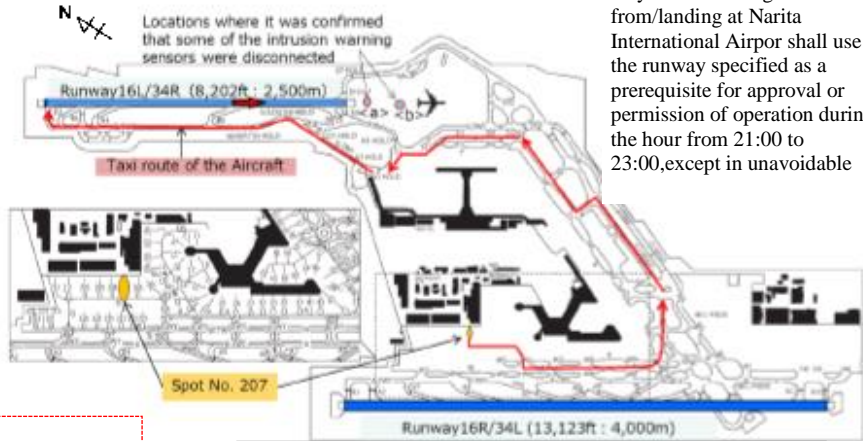 N
Locations where it was confirmed
that some of the intrusion warning
sensors were disconnected
from/landing at Narita
International Airpor shall use
the runway specified as a
prerequisite for approval or
permission of operation durin
the hour from 21:00 to
23:00,except in unavoidable
Runway16L/34R (8,202ft : 2,500m)
<a> <b>
Taxi route of the Aircraft
Spot No. 207
Runway16R/34L (13,123ft : 4,000m)